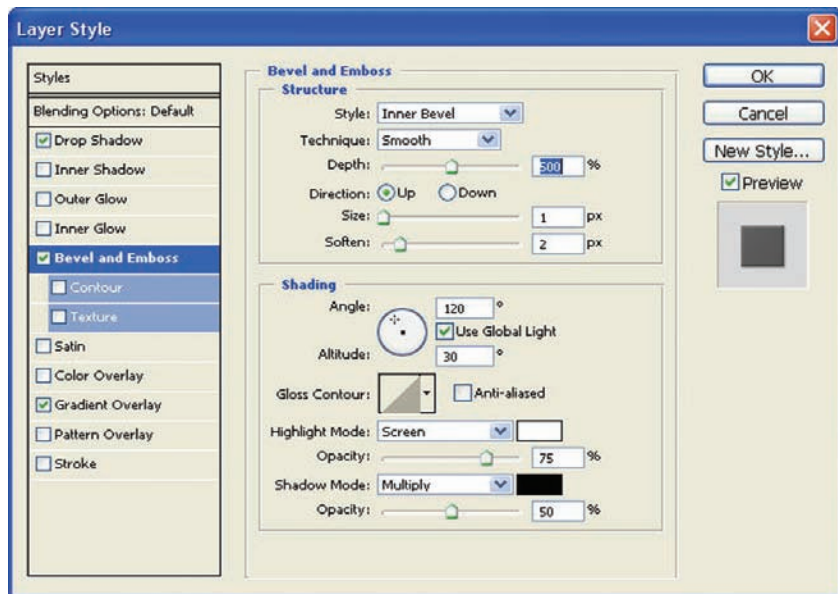 Layer Style
Styles
Blending Options: Default
Drop Shadow
Inner Shadow
Outer Glow
Inner Glow
Bevel and Emboss
Contour
Texture
Satin
Color Overlay
Gradient Overlay
Pattern Overlay
Stroke
Bevel and Emboss
Structure
Style: Inner Bevel
Technique: Smooth
Depth: 500 %
Direction: Up Down
Size: 1 px
Soften: 2 px
Shading
Angle: 120 °
Use Global Light
Altitude: 30 °
Gloss Contour: Anti-aliased
Highlight Mode: Screen
Opacity: 75 %
Shadow Mode: Multiply
Opacity: 50 %
OK
Cancel
New Style...
Preview